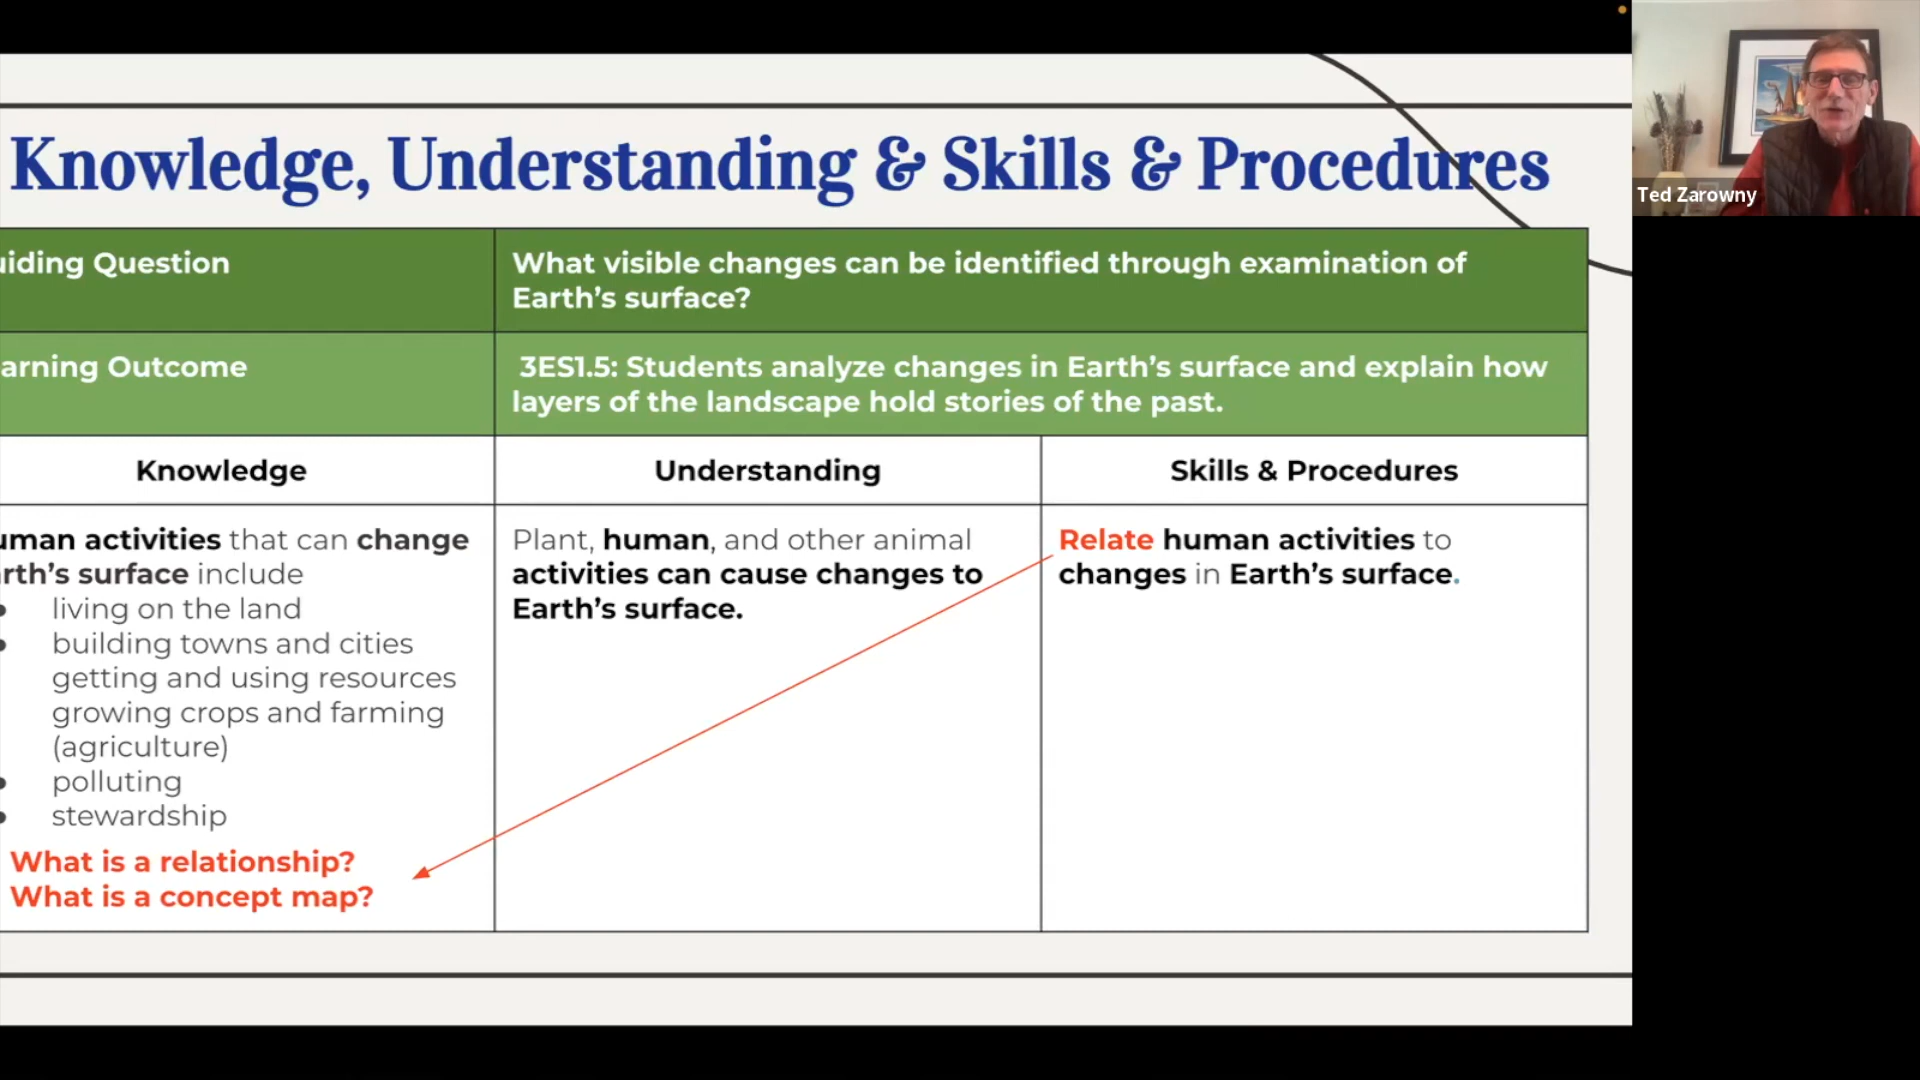 Knowledge, Understanding & Skills & Procedures
Ted Zarowny
uiding Question
What visible changes can be identified through examination of
Earth's surface?
arning Outcome
3ES1.5: Students analyze changes in Earth's surface and explain how
layers of the landscape hold stories of the past.
Knowledge
Understanding
Skills & Procedures
uman activities that can change
rth's surface include
living on the land
building towns and cities
getting and using resources
growing crops and farming
(agriculture)
polluting
stewardship
What is a relationship?
What is a concept map?
Plant, human, and other animal
activities can cause changes to
Earth's surface.
Relate human activities to
changes in Earth's surface.